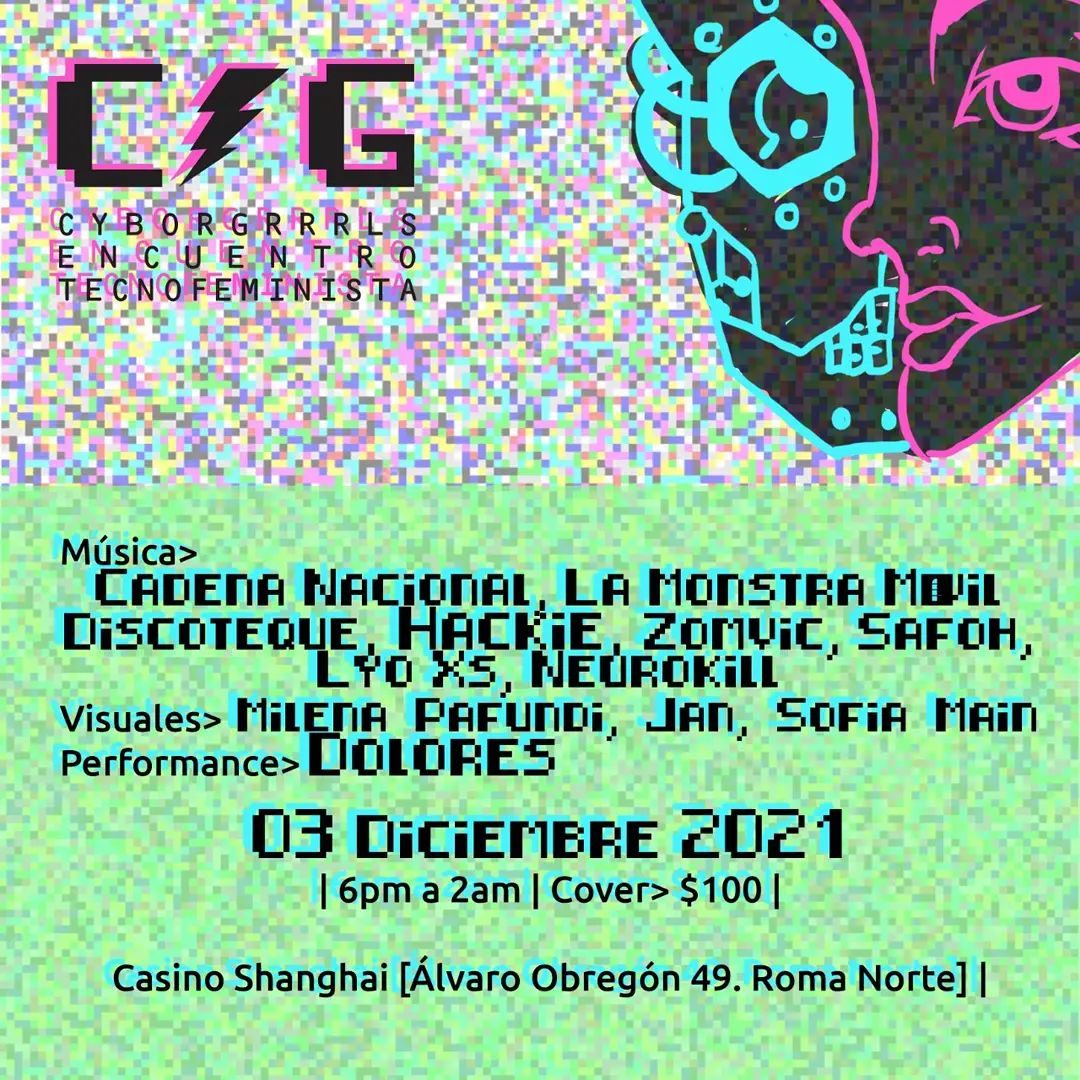 C G
CYBORGRRRLS
ENCUENTRO
TECNOFEMINISTA
Música>
CADENA NACIONAL, LA MONSTRA MÓVIL
DISCOTEQUE, HACKIE, ZOMVIC, SAFOH,
LYO XS, NEUROKILL
Visuales> MILENA PAFUNDI, JAN, SOFIA MAIN
Performance> DOLORES
03 DICIEMBRE 2021
| 6pm a 2am | Cover> $100 |
Casino Shanghai [Álvaro Obregón 49. Roma Norte] |